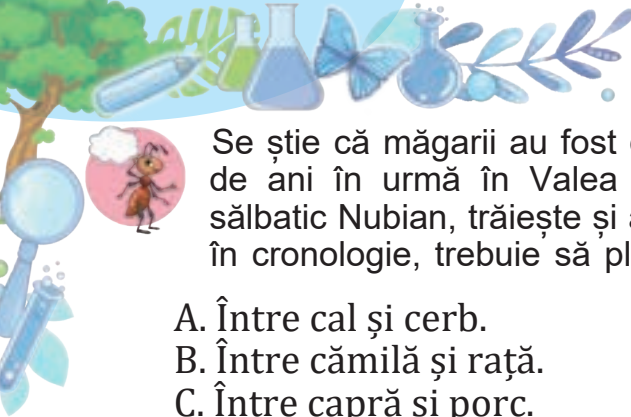 Se știe că măgarii au fost
de ani în urmă în Valea
sălbatic Nubian, trăiește și
în cronologie, trebuie să
A. Între cal și cerb.
B. Între cămilă și rață.
C. Între capră și porc.